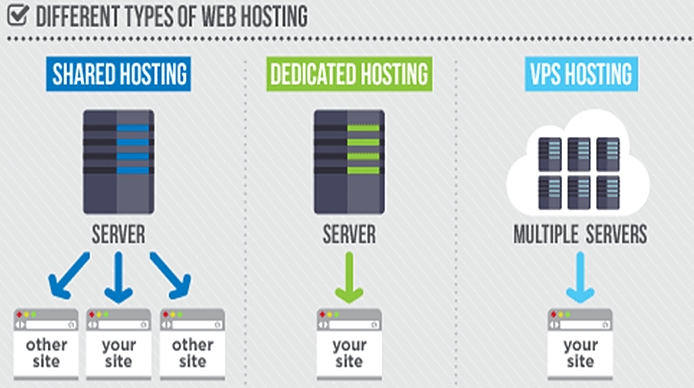 DIFFERENT TYPES OF WEB HOSTING
SHARED HOSTING
SERVER
other site
your site
other site
DEDICATED HOSTING
SERVER
your site
VPS HOSTING
MULTIPLE SERVERS
your site